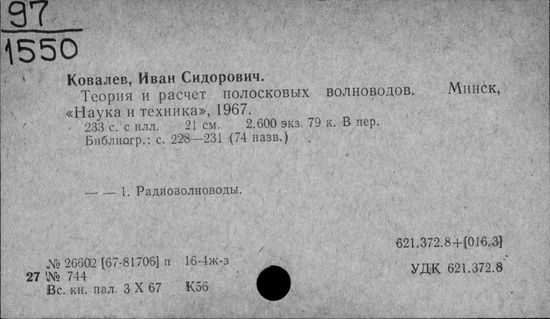 97
1550
Ковалев, Иван Сидорович.
Теория и расчет полосковых волноводов. Минск,
«Наука и техника», 1967.
233 с. с илл. 21 см. 2.600 экз. 79 к. В пер.
Библиогр.: с. 228—231 (74 назв.)
— — 1. Радиоволноводы.
621.372.8+[016.3]
№ 26602 [67-81706] п 16-4ж-з
УДК 621.372.8
27 № 744
Вс. кн. пал. 3 X 67 К56